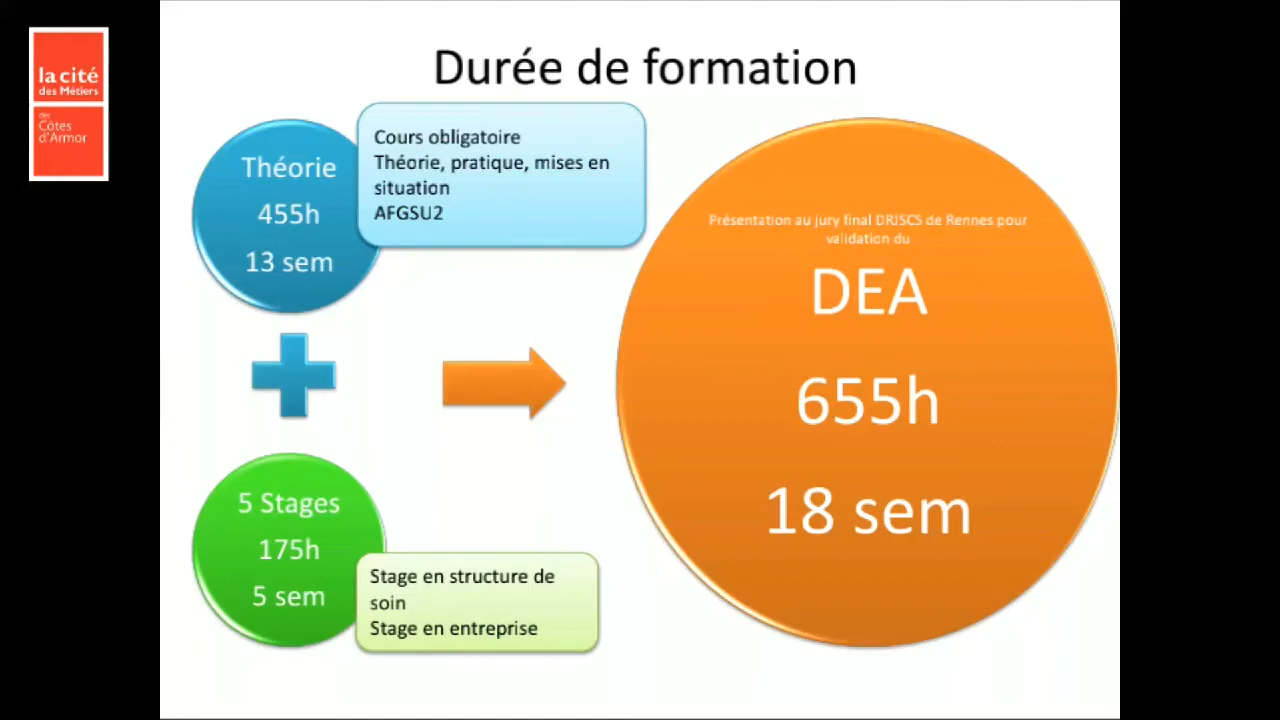 la cité
des Métiers
des
Côtes
d'Armor
Durée de formation
Théorie
455h
13 sem
Cours obligatoire
Théorie, pratique, mises en
situation
AFGSU2
5 Stages
175h
5 sem
Stage en structure de
soin
Stage en entreprise
Présentation au jury final DRJSCS de Rennes pour
validation du
DEA
655h
18 sem